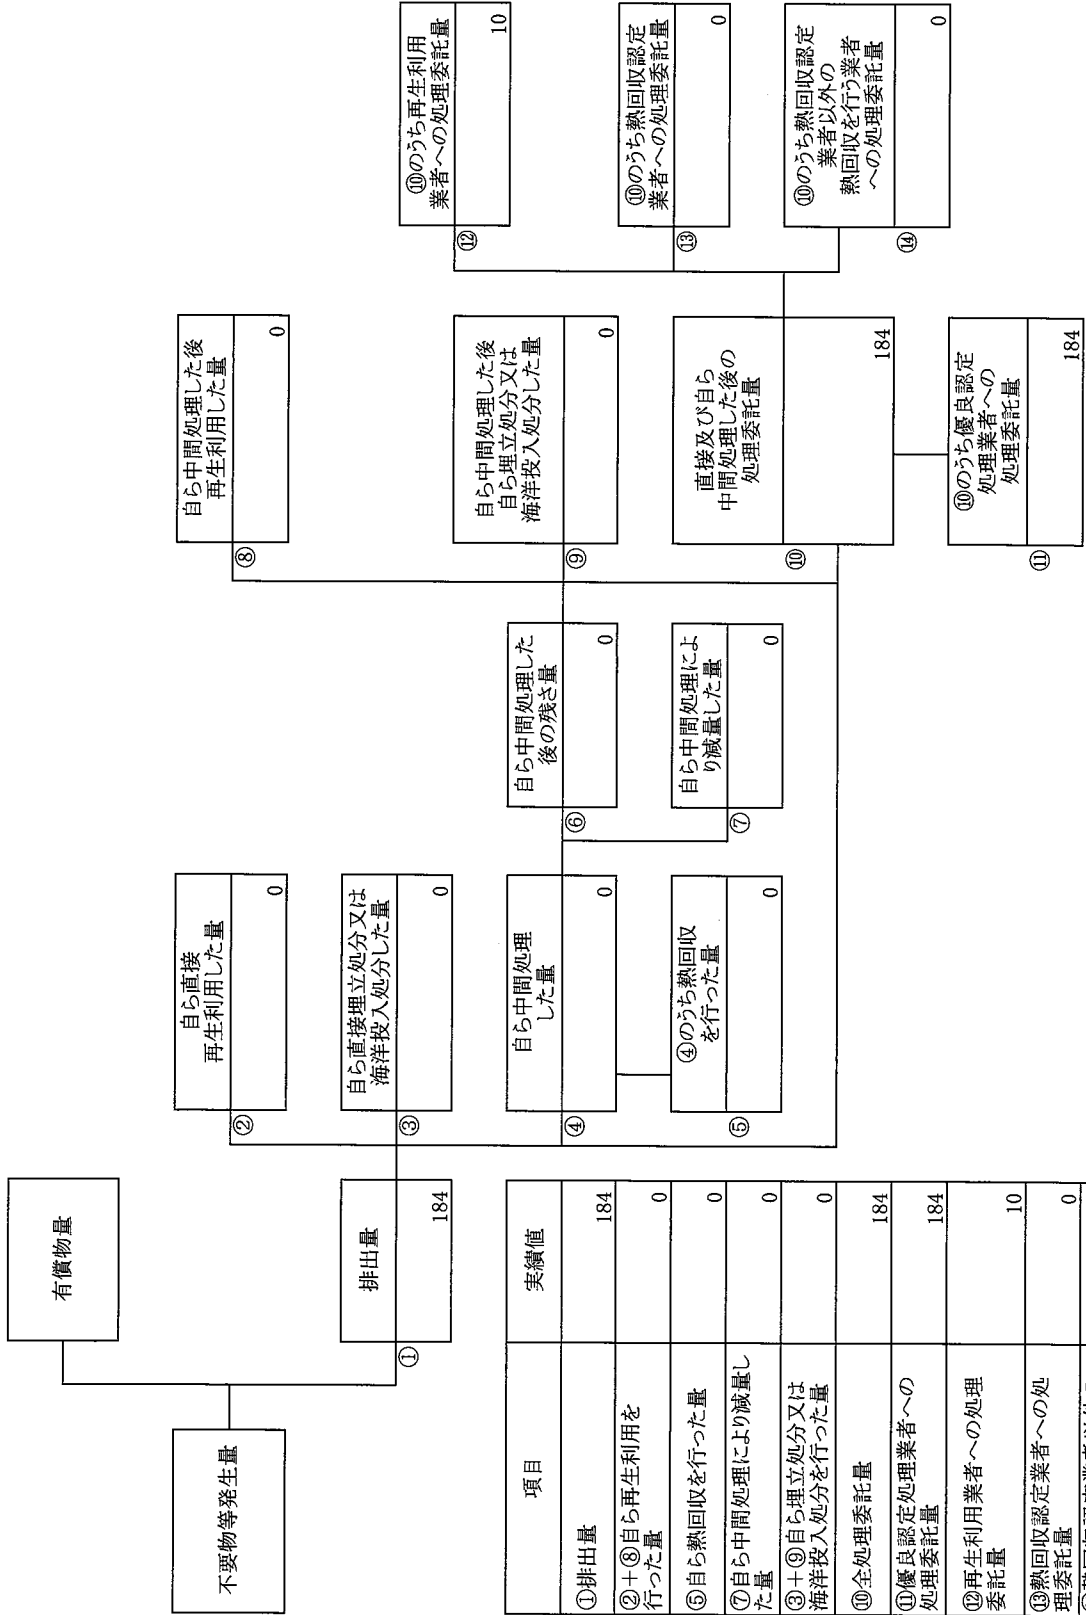 不要物等発生量
有償物量
①
排出量
184
②
自ら直接
再生利用した量
0
③
自ら直接埋立処分又は
海洋投入処分した量
0
④
自ら中間処理
した量
0
⑤
④のうち熱回収
を行った量
0
⑥
自ら中間処理した
後の残さ量
0
⑦
自ら中間処理によ
り減量した量
0
⑧
自ら中間処理した後
再生利用した量
0
⑨
自ら中間処理した後
自ら埋立処分又は
海洋投入処分した量
0
⑩
直接及び自ら
中間処理した後の
処理委託量
184
⑪
⑩のうち優良認定
処理業者への
処理委託量
184
⑫
⑩のうち再生利用
業者への処理委託量
10
⑬
⑩のうち熱回収認定
業者への処理委託量
0
⑭
⑩のうち熱回収認定
業者以外の
熱回収を行う業者
への処理委託量
0
項目
実績値
①排出量
184
②+⑧自ら再生利用を
行った量
0
⑤自ら熱回収を行った量
0
⑦自ら中間処理により減量し
た量
0
③+⑨自ら埋立処分又は
海洋投入処分を行った量
0
⑩全処理委託量
184
⑪優良認定処理業者への
処理委託量
184
⑫再生利用業者への処理
委託量
10
⑬熱回収認定業者への処
理委託量
0